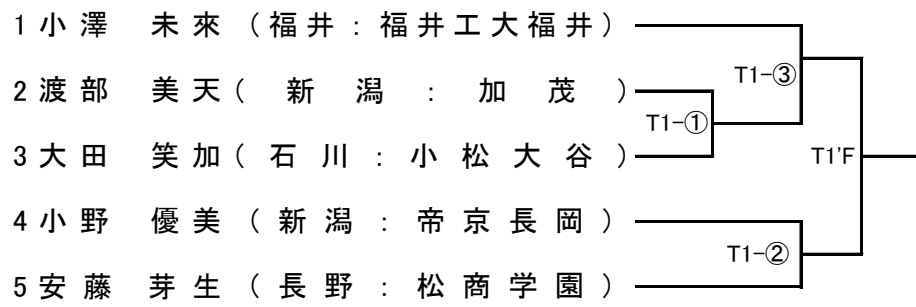 1 小澤 未來 (福井：福井工大福井)
T1-③
2 渡部 美天 (新潟：加茂)
T1-①
3 大田 笑加 (石川：小松大谷)
T1'F
4 小野 優美 (新潟：帝京長岡)
T1-②
5 安藤 芽生 (長野：松商学園)